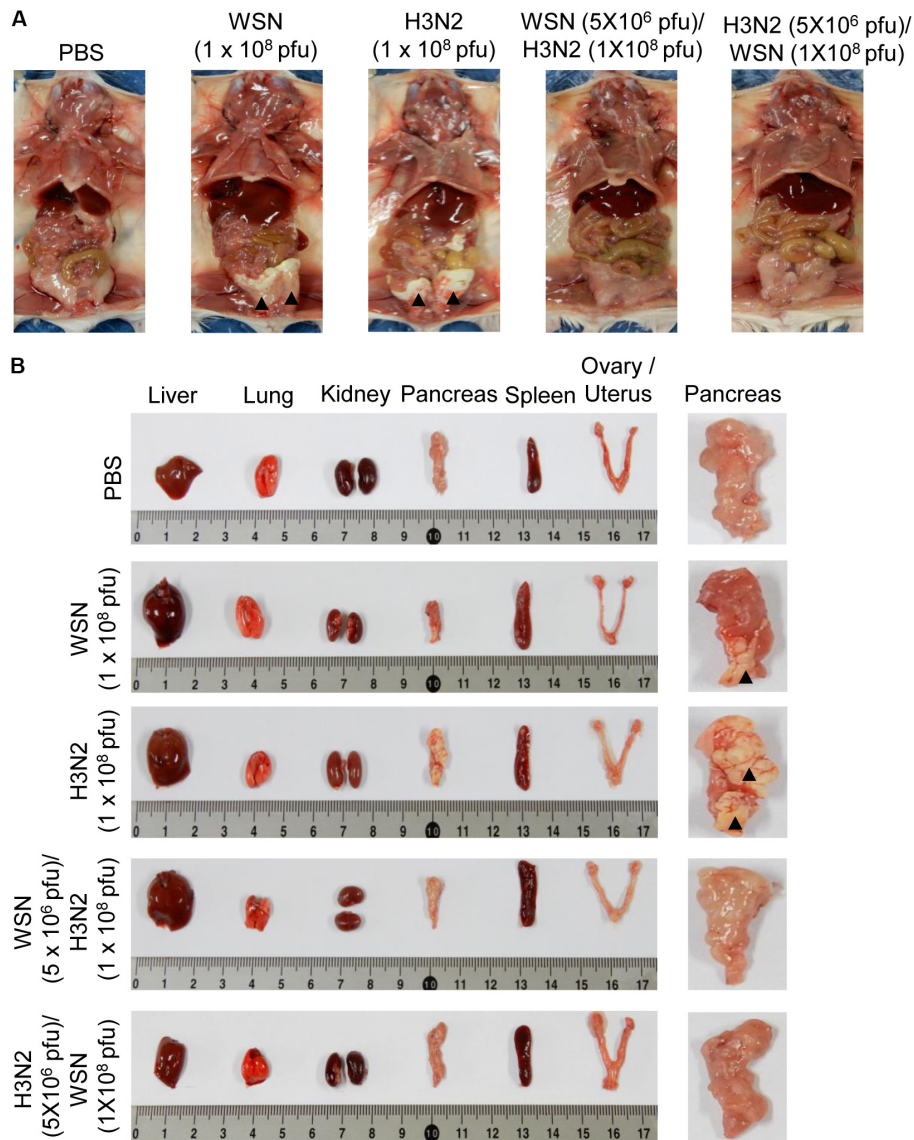 A
PBS
WSN
(1 x 10⁸ pfu)
H3N2
(1 x 10⁸ pfu)
WSN (5X10⁶ pfu)/
H3N2 (1X10⁸ pfu)
H3N2 (5X10⁶ pfu)/
WSN (1X10⁸ pfu)
B
Liver Lung Kidney Pancreas Spleen Ovary / Uterus Pancreas
PBS
0 1 2 3 4 5 6 7 8 9 10 11 12 13 14 15 16 17
WSN
(1 x 10⁸ pfu)
0 1 2 3 4 5 6 7 8 9 10 11 12 13 14 15 16 17
H3N2
(1 x 10⁸ pfu)
0 1 2 3 4 5 6 7 8 9 10 11 12 13 14 15 16 17
WSN
(5 x 10⁶ pfu)/
H3N2
(1 x 10⁸ pfu)
0 1 2 3 4 5 6 7 8 9 10 11 12 13 14 15 16 17
H3N2
(5X10⁶ pfu)/
WSN
(1X10⁸ pfu)
0 1 2 3 4 5 6 7 8 9 10 11 12 13 14 15 16 17